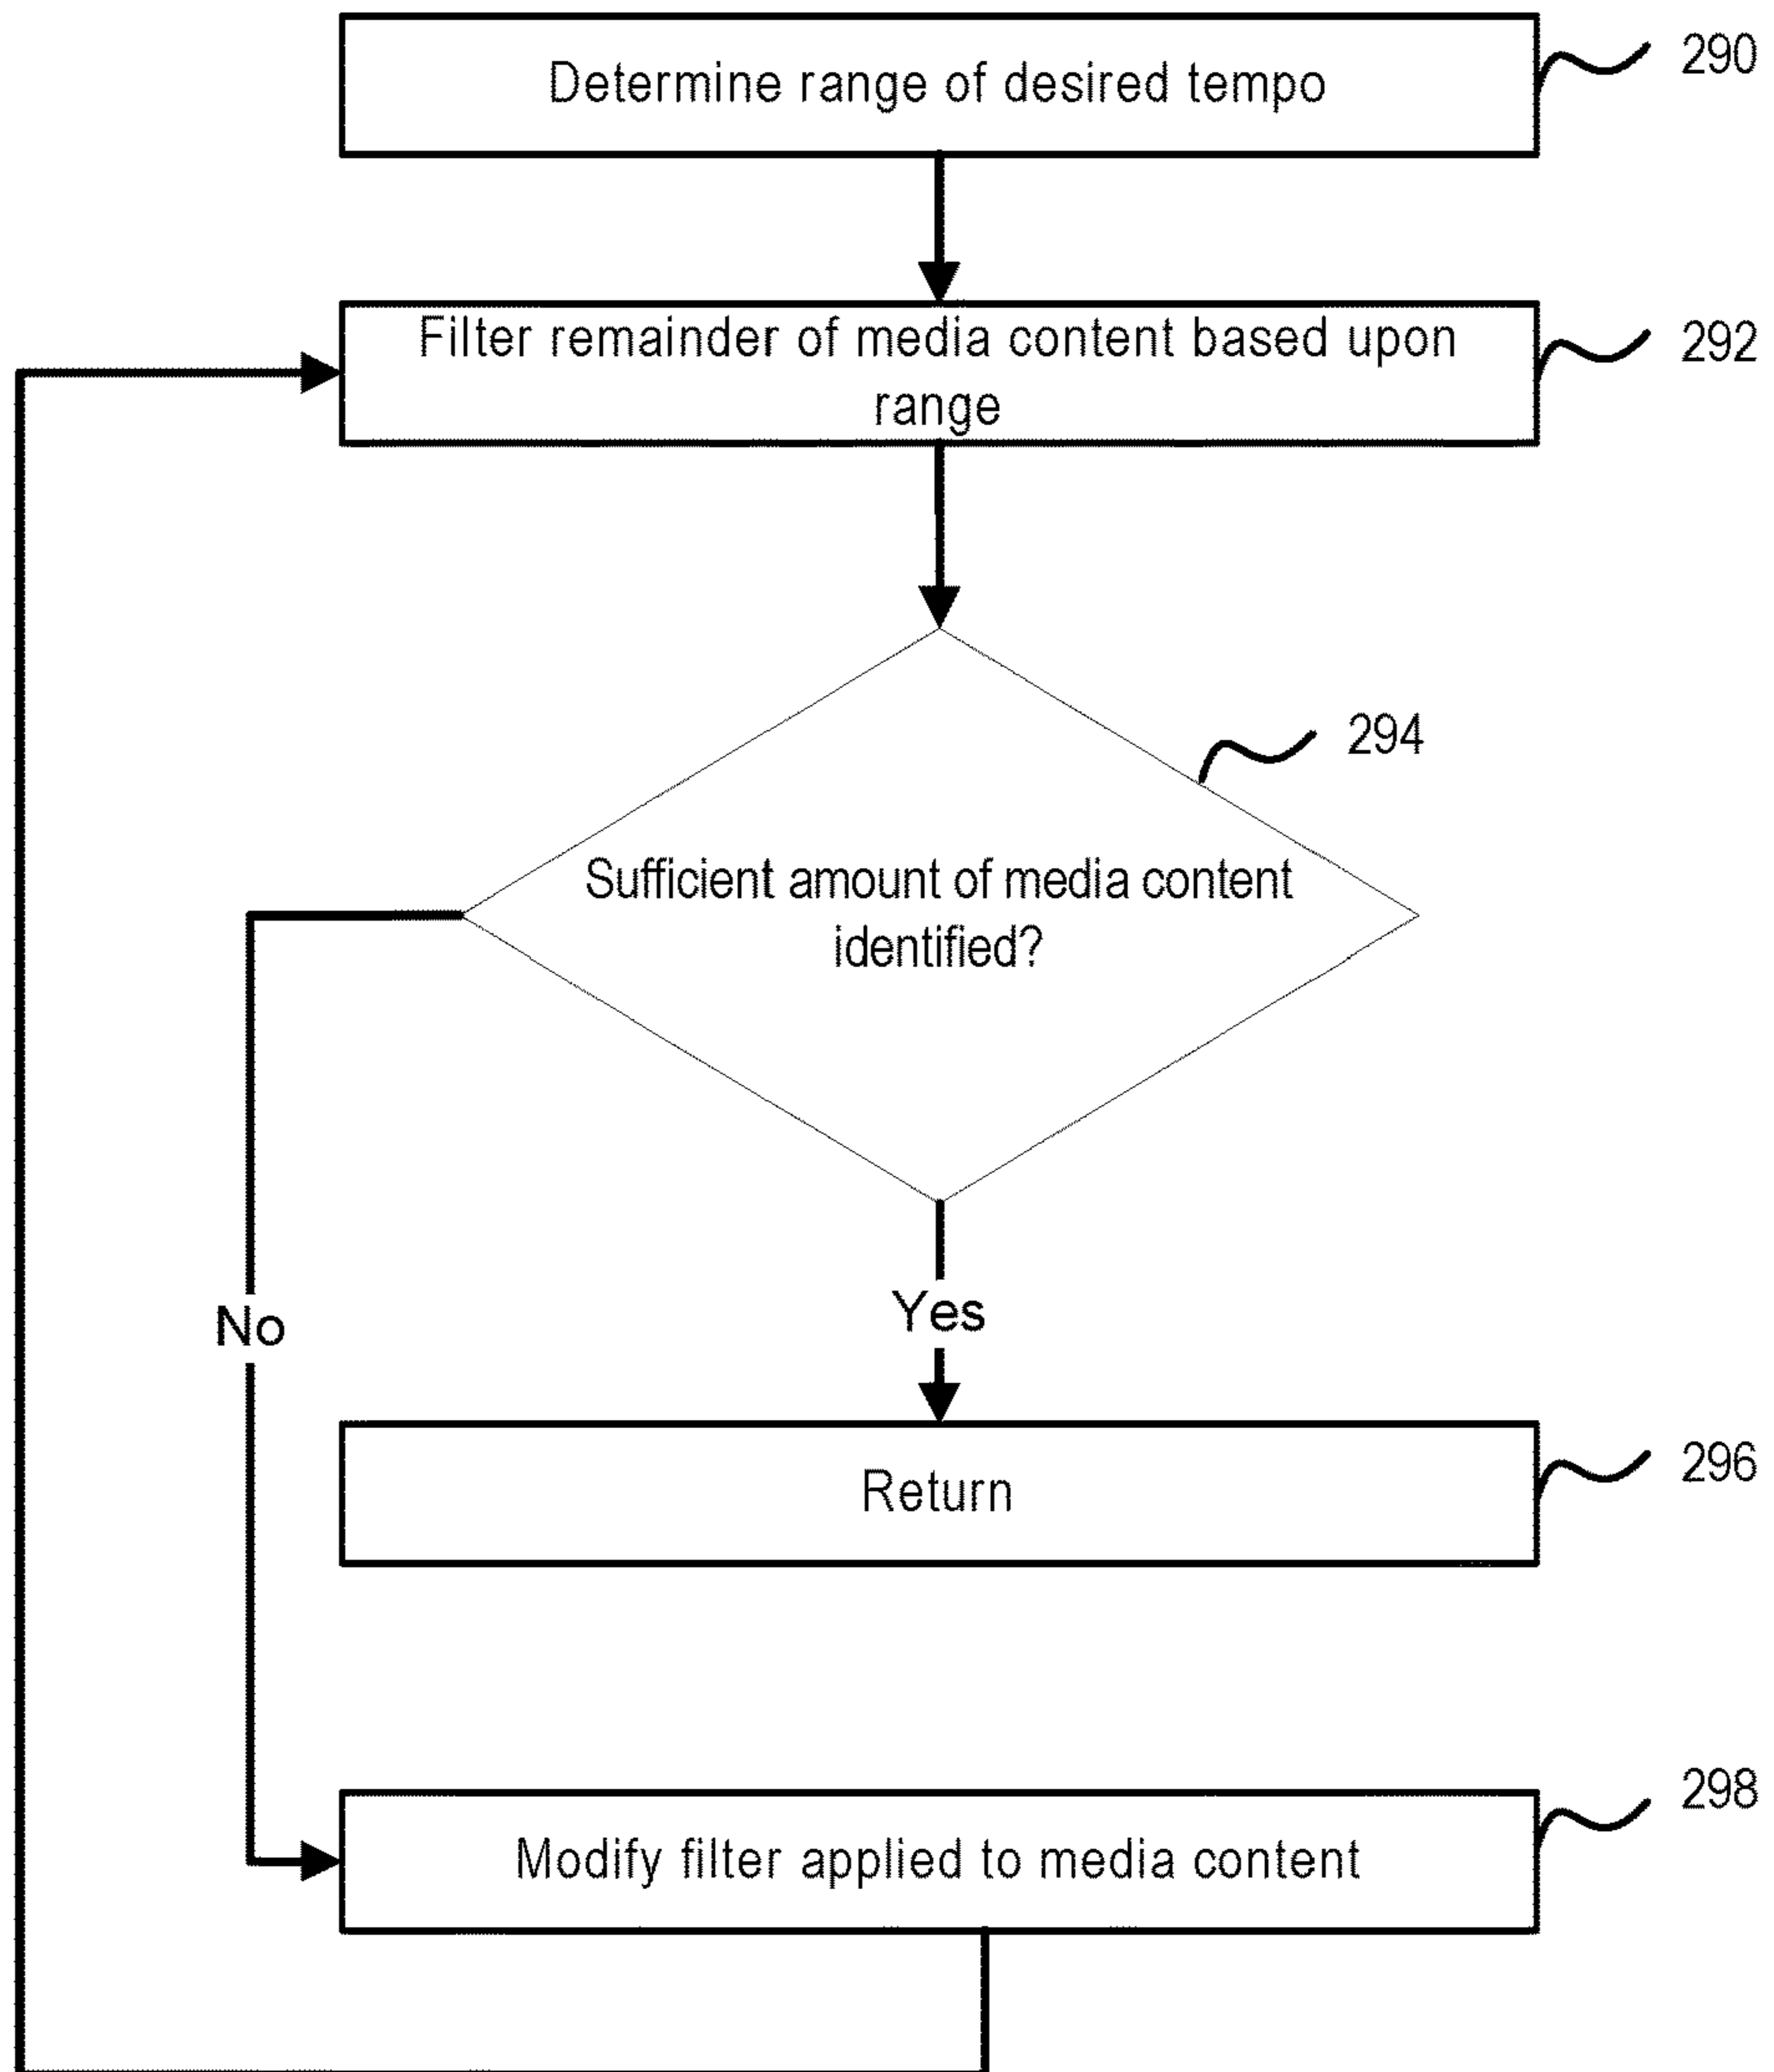 Determine range of desired tempo
290
Filter remainder of media content based upon
range
292
294
Sufficient amount of media content
identified?
No
Yes
Return
296
Modify filter applied to media content
298